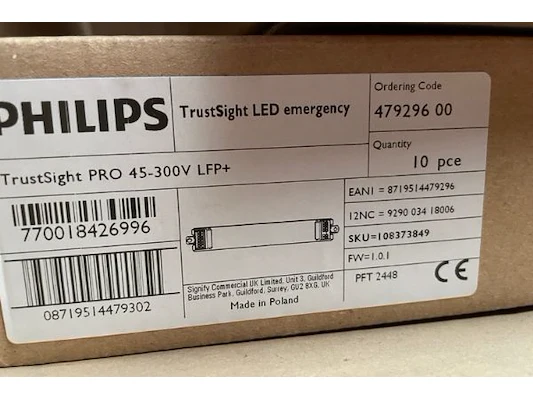 PHILIPS
TrustSight LED emergency
Ordering Code
479296 00
TrustSight PRO 45-300V LFP+
Quantity
10 pce
770018426996
08719514479302
Signify Commercial UK Limited, Unit 3, Guildford
Business Park, Guildford, Surrey, GU2 8XG, UK
Made in Poland
EAN1 = 8719514479296
12NC = 9290 034 18006
SKU=108373849
FW=1.0.1
PFT 2448
CE